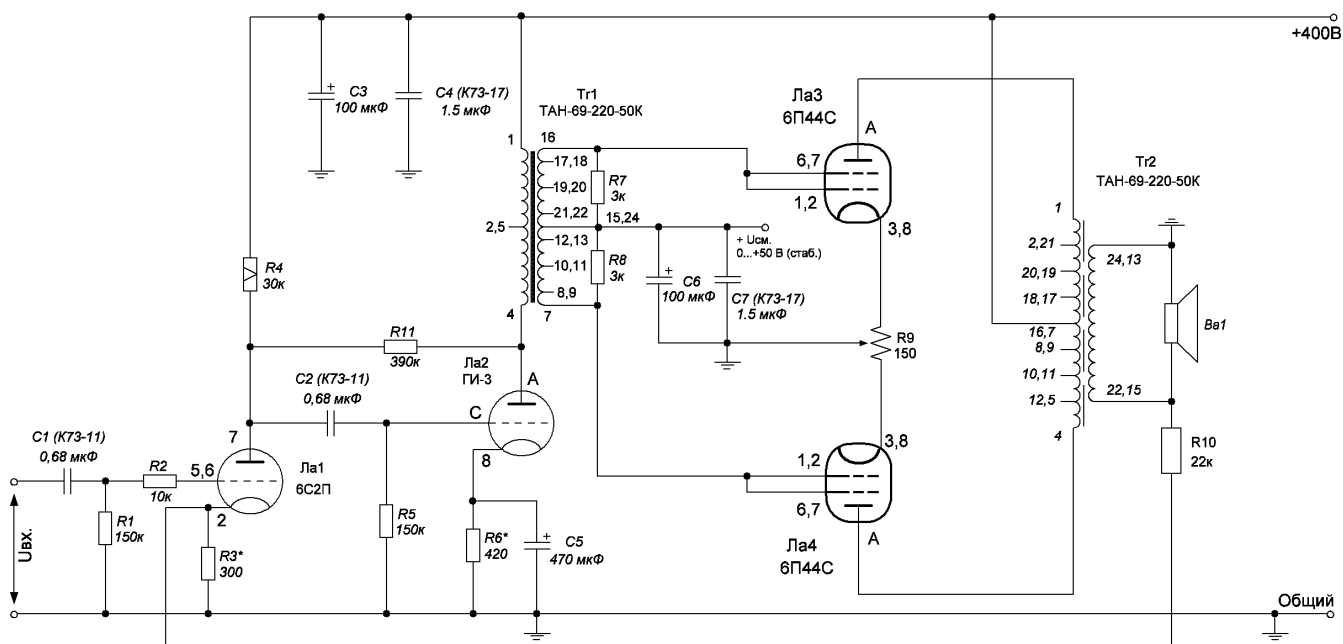 +400В
C3
100 мкФ
C4 (К73-17)
1.5 мкФ
Tr1
ТАН-69-220-50К
1
16
17,18
19,20
21,22
2,5
15,24
12,13
10,11
8,9
4
7
R7
3к
R8
3к
+ Uсм.
0...+50 В (стаб.)
C6
100 мкФ
C7 (К73-17)
1.5 мкФ
Ла3
6П44С
А
6,7
1,2
3,8
R9
150
3,8
1,2
6,7
А
Ла4
6П44С
Tr2
ТАН-69-220-50К
1
2,21
20,19
18,17
16,7
8,9
10,11
12,5
4
24,13
22,15
Ва1
R10
22к
R4
30к
R11
390к
Ла2
ГИ-3
А
С
8
C2 (К73-11)
0,68 мкФ
7
Ла1
6С2П
5,6
2
C1 (К73-11)
0,68 мкФ
R2
10к
R1
150к
R3*
300
R5
150к
R6*
420
C5
470 мкФ
Uвх.
Общий